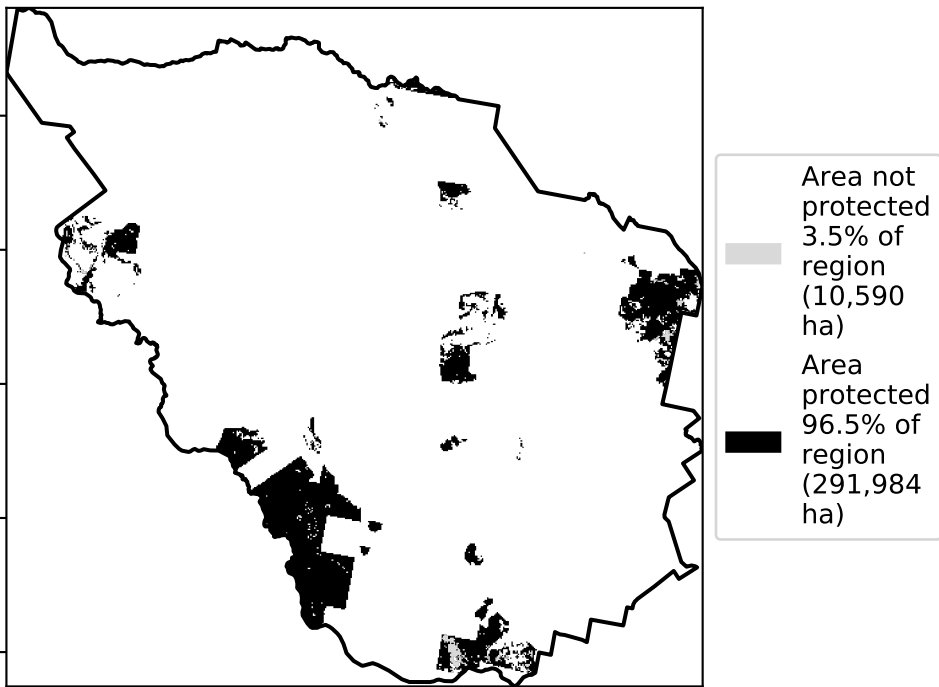 Area not
protected
3.5% of
region
(10,590
ha)
Area
protected
96.5% of
region
(291,984
ha)